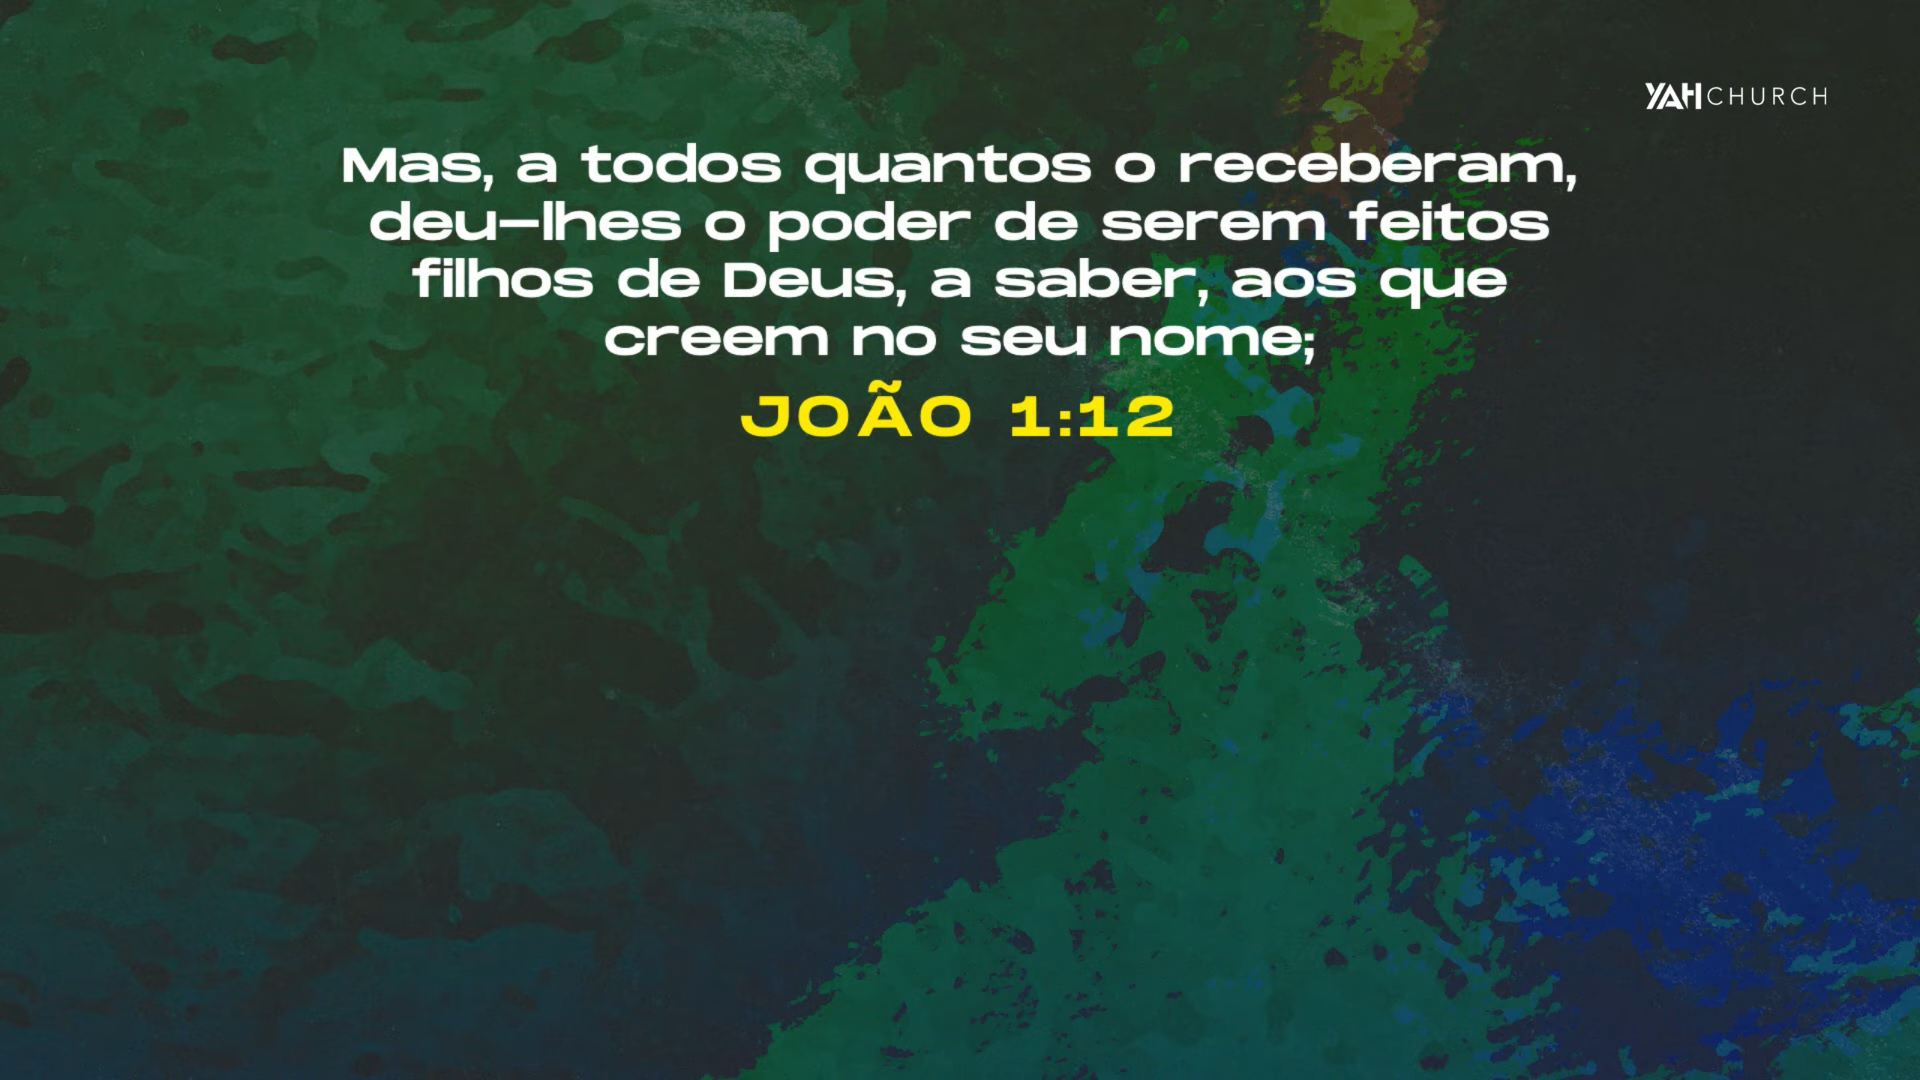 YAH CHURCH
Mas, a todos quantos o receberam,
deu-lhes o poder de serem feitos
filhos de Deus, a saber, aos que
creem no seu nome;
JOÃO 1:12